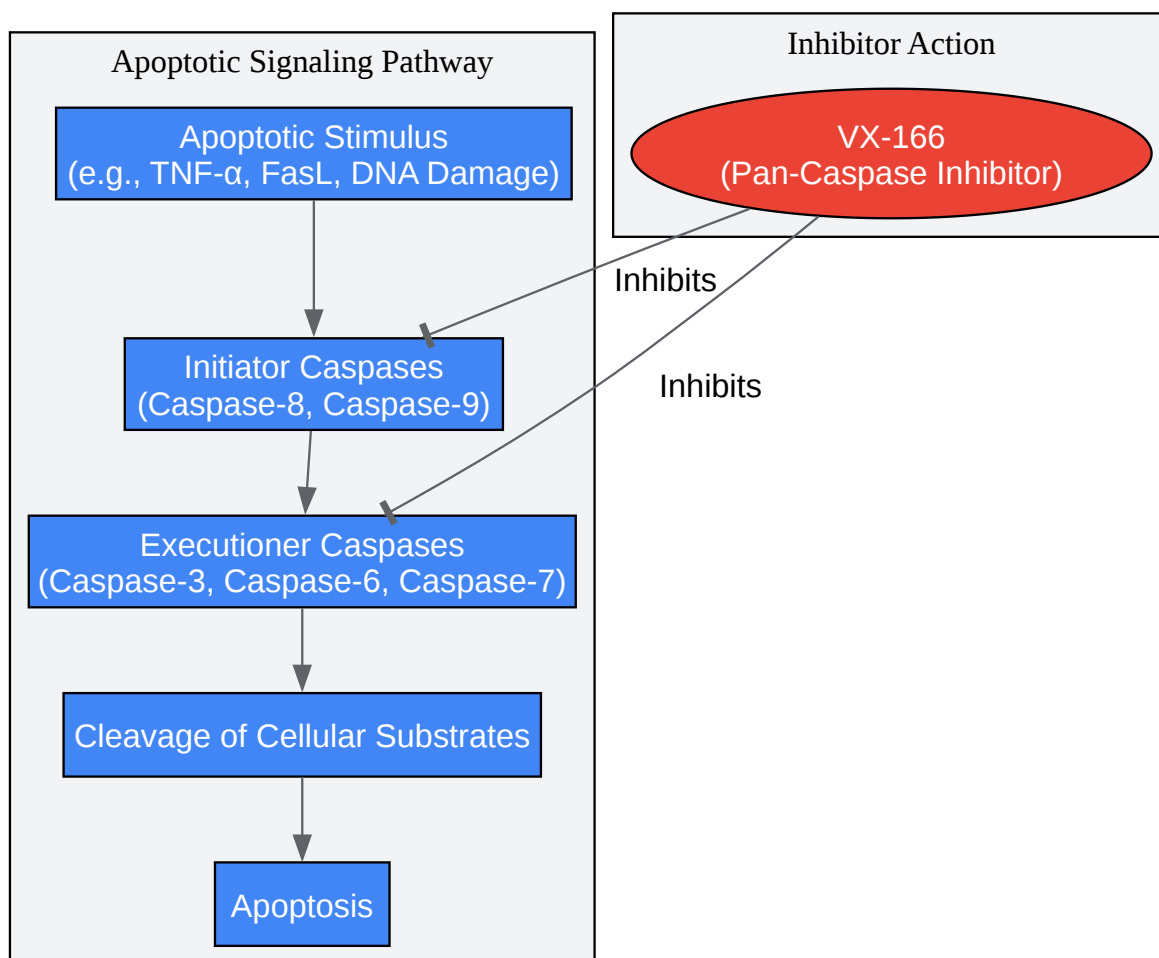 Apoptotic Signaling Pathway
Apoptotic Stimulus
(e.g., TNF-α, FasL, DNA Damage)
Initiator Caspases
(Caspase-8, Caspase-9)
Executioner Caspases
(Caspase-3, Caspase-6, Caspase-7)
Cleavage of Cellular Substrates
Apoptosis
Inhibitor Action
VX-166
(Pan-Caspase Inhibitor)
Inhibits
Inhibits